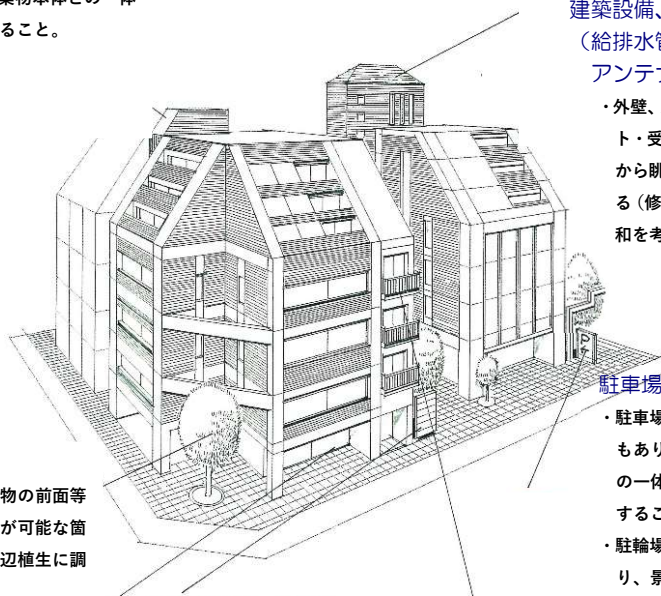 築物本体との一体
ること。
建築設備、
（給排水管
アンテナ
・外壁、
ト・受
から眺
る（修
和を考
物の前面等
が可能な箇
辺植生に調
P
駐車場
・駐車場
もあり
の一体
するこ
・駐輪場
り、景